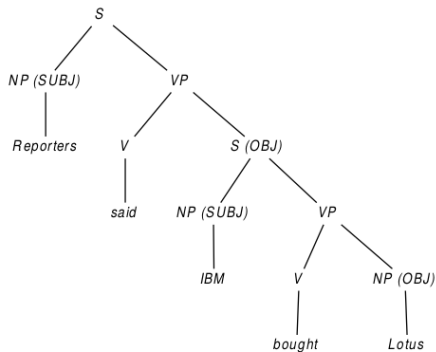 S
NP (SUBJ) VP
Reporters V S (OBJ)
said NP (SUBJ) VP
IBM V NP (OBJ)
bought Lotus